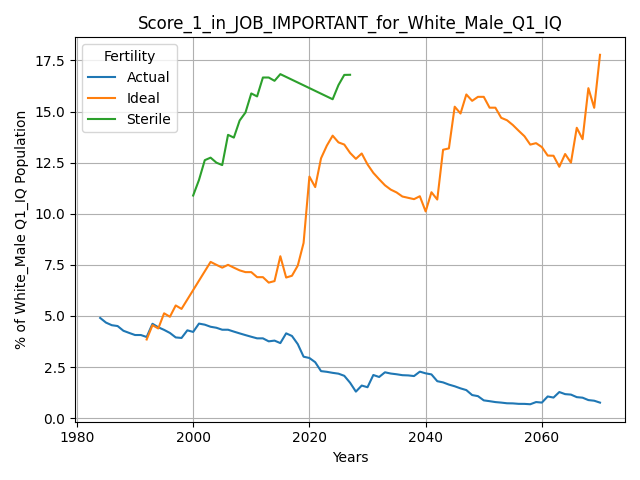 Score_1_in_JOB_IMPORTANT_for_White_Male_Q1_IQ
% of White_Male Q1_IQ Population
17.5
15.0
12.5
10.0
7.5
5.0
2.5
0.0
Fertility
Actual
Ideal
Sterile
1980
2000
2020
2040
2060
Years